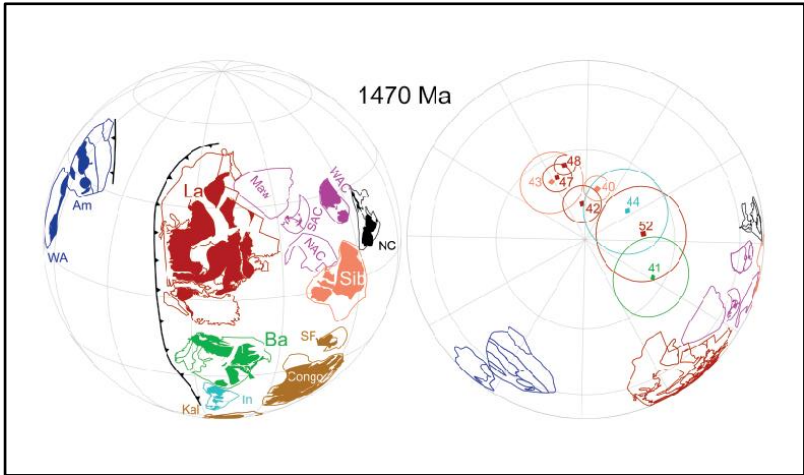 1470 Ma
La
Maw
WAC
SAC
NAC
NC
Sib
Am
WA
Ba
SF
Congo
In
Kal
48
47
43
40
42
44
52
41